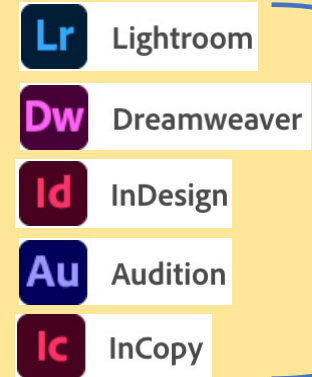 Lr Lightroom
Dw Dreamweaver
Id InDesign
Au Audition
Ic InCopy